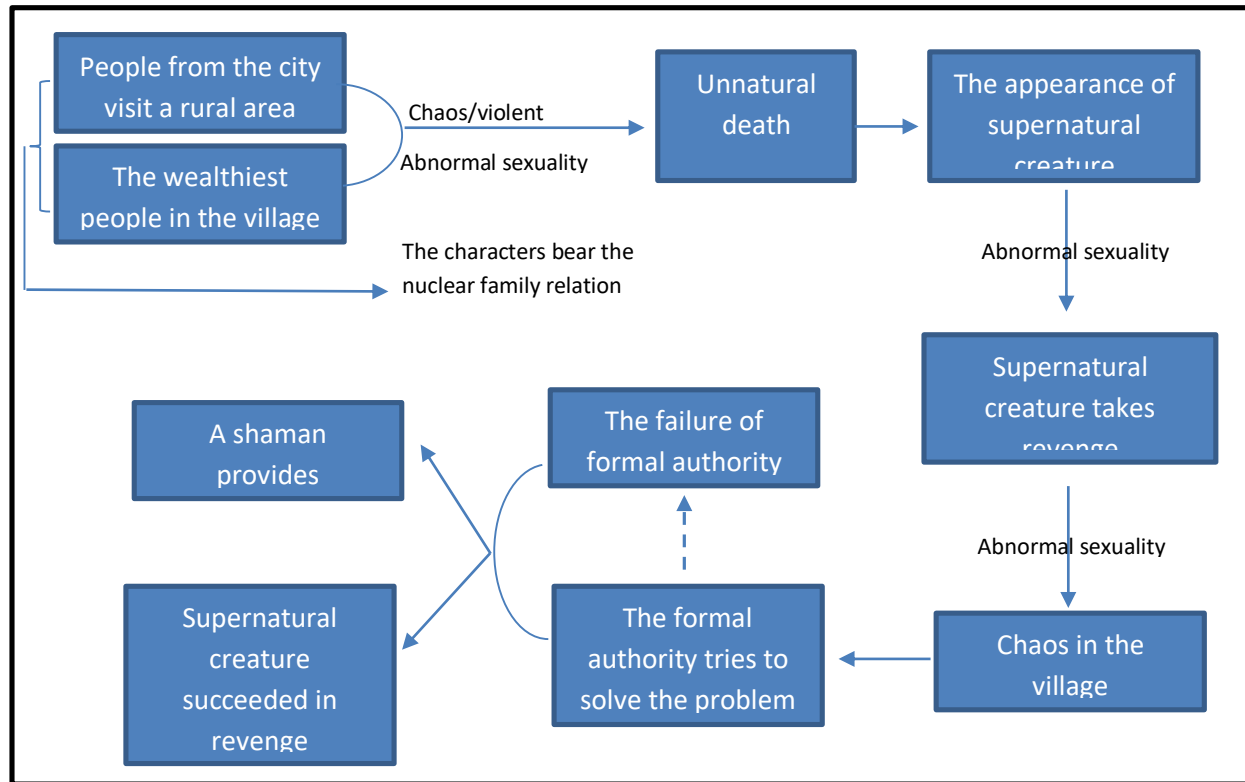 People from the city
visit a rural area
The wealthiest
people in the village
Chaos/violent
Abnormal sexuality
The characters bear the
nuclear family relation
Unnatural
death
The appearance of
supernatural
creature
Abnormal sexuality
Supernatural
creature takes
revenge
Abnormal sexuality
Chaos in the
village
The formal
authority tries to
solve the problem
The failure of
formal authority
A shaman
provides
Supernatural
creature
succeeded in
revenge